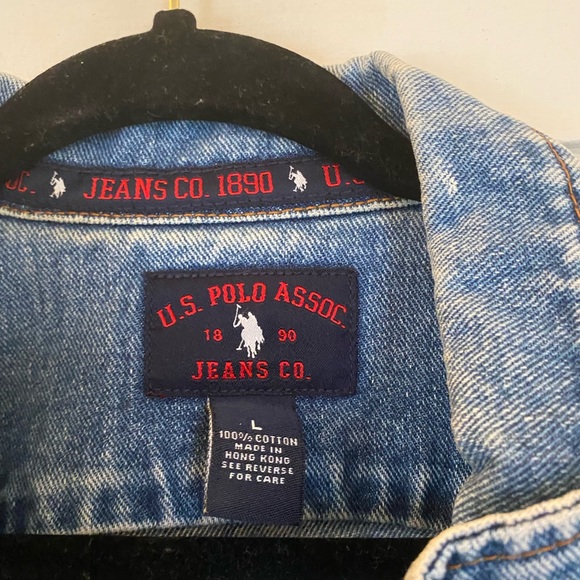 JEANS CO. 1890 U.S.
U.S. POLO ASSOC.
18 90
JEANS CO.
L
100% COTTON
MADE IN
HONG KONG
SEE REVERSE
FOR CARE